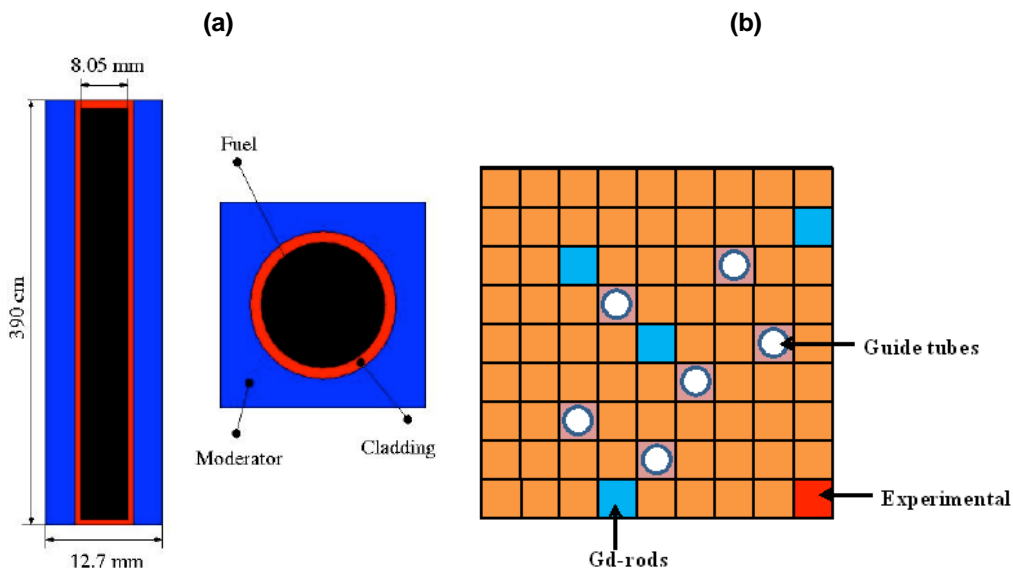 (a)
(b)
8.05 mm
Fuel
390 cm
Guide tubes
Moderator
Cladding
Experimental
12.7 mm
Gd-rods